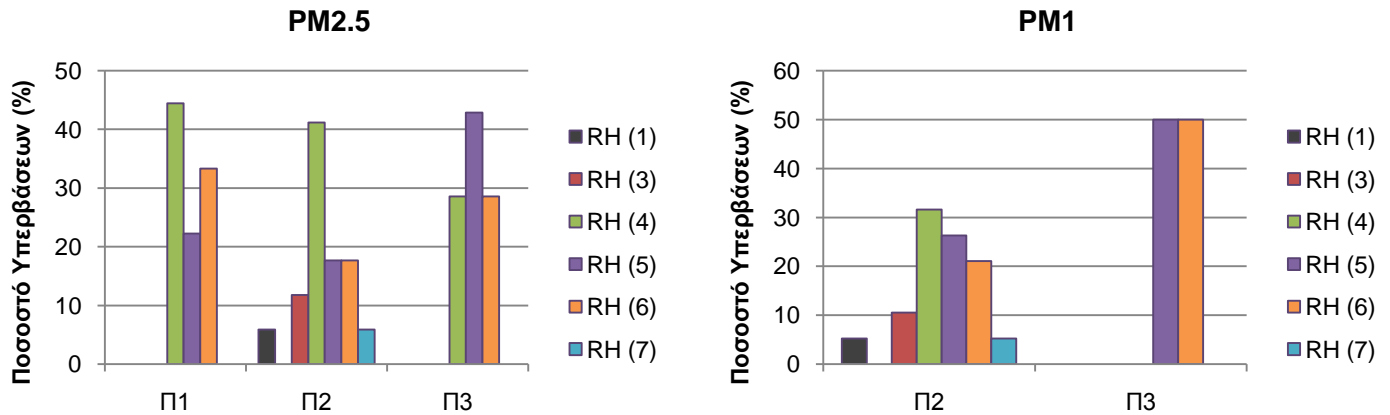 PM2.5
Ποσοστό Υπερβάσεων (%)
50
40
30
20
10
0
Π1 Π2 Π3
RH (1)
RH (3)
RH (4)
RH (5)
RH (6)
RH (7)
PM1
Ποσοστό Υπερβάσεων (%)
60
50
40
30
20
10
0
Π2 Π3
RH (1)
RH (3)
RH (4)
RH (5)
RH (6)
RH (7)